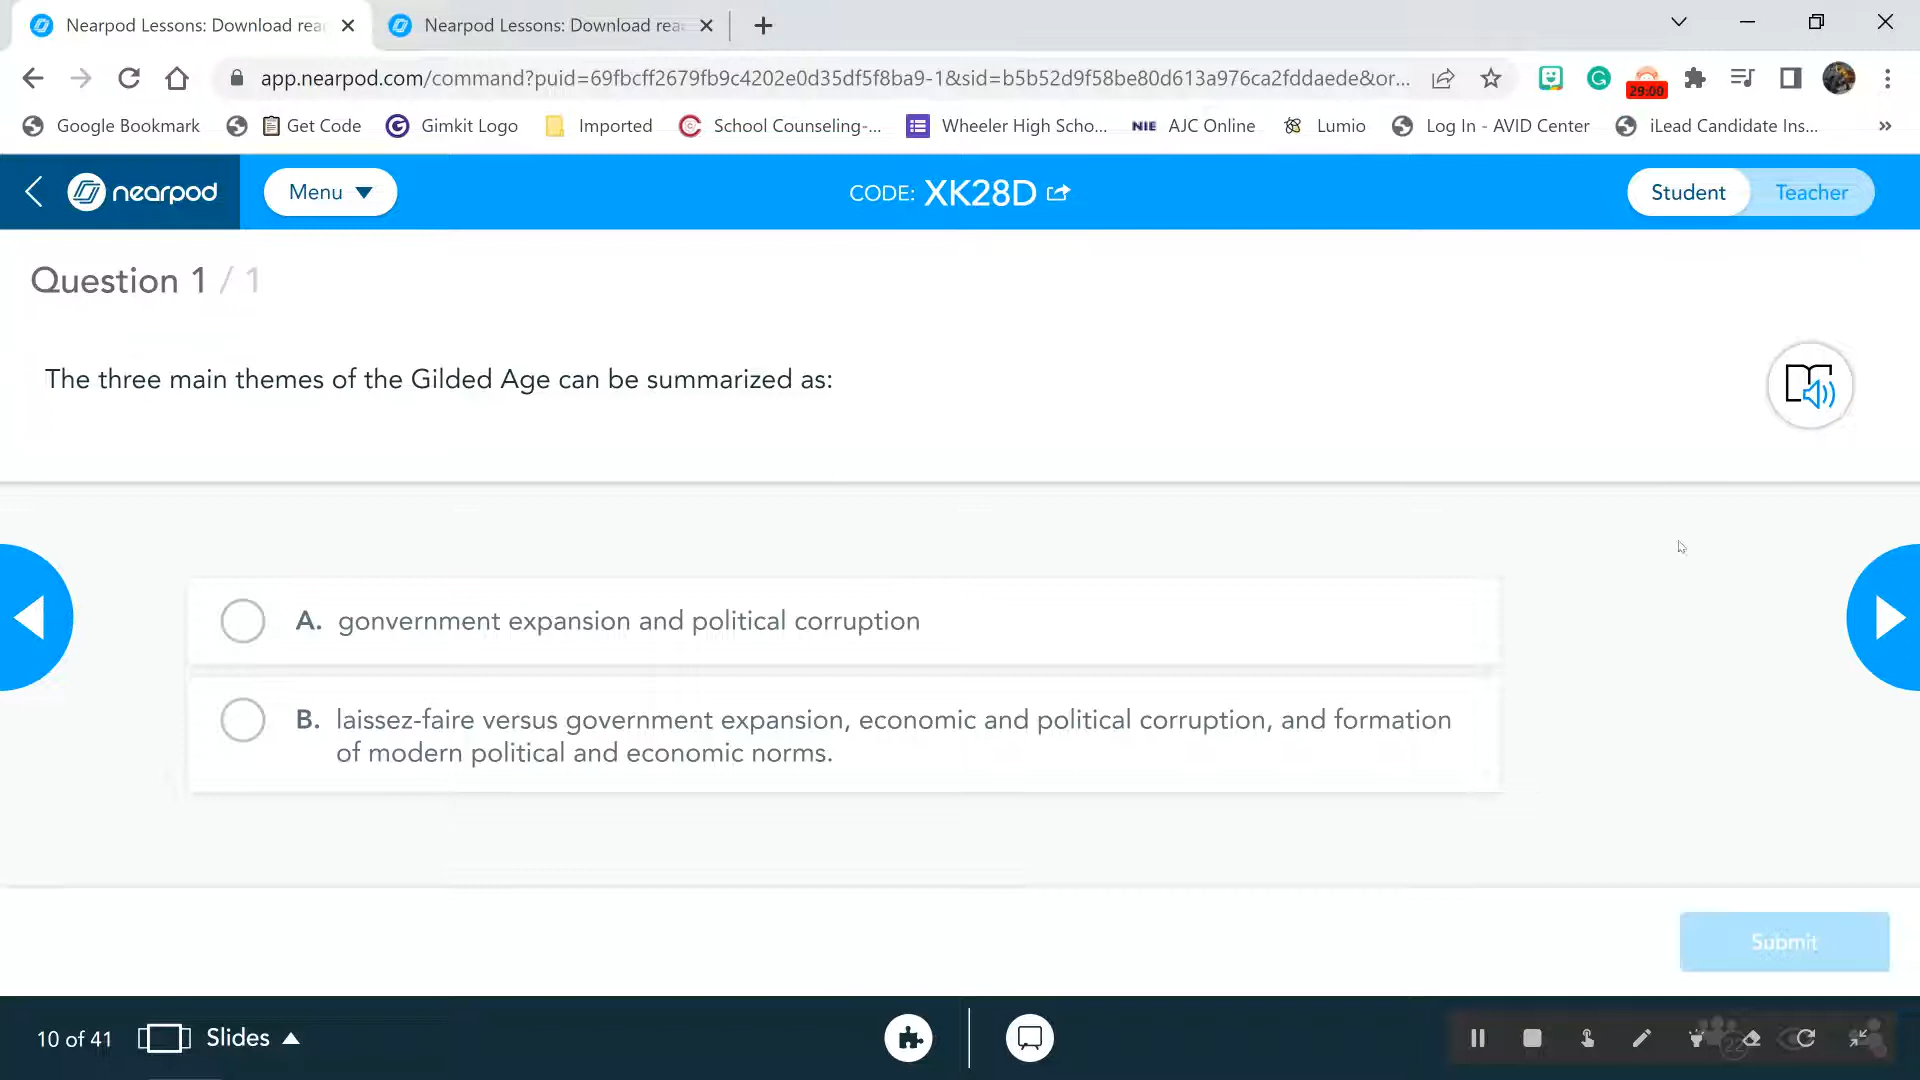 Nearpod Lessons: Download rea
Nearpod Lessons: Download rea
app.nearpod.com/command?puid=69fbcff2679fb9c4202e0d35df5f8ba9-1&sid=b5b52d9f58be80d613a976ca2fddaede&or...
29:00
Google Bookmark
Get Code
Gimkit Logo
Imported
School Counseling-...
Wheeler High Scho...
NIE AJC Online
Lumio
Log In - AVID Center
iLead Candidate Ins...
»
nearpod
Menu
CODE: XK28D
Student
Teacher
Question 1 / 1
The three main themes of the Gilded Age can be summarized as:
A. gonvernment expansion and political corruption
B. laissez-faire versus government expansion, economic and political corruption, and formation
of modern political and economic norms.
Submit
10 of 41
Slides
22